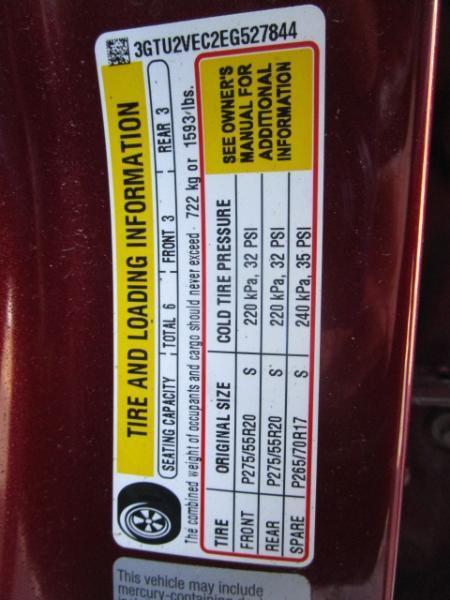 3GTU2VEC2EG527844
TIRE AND LOADING INFORMATION
SEATING CAPACITY TOTAL 6 FRONT 3 REAR 3
The combined weight of occupants and cargo should never exceed 722 kg or 1593 lbs.
TIRE ORIGINAL SIZE COLD TIRE PRESSURE
FRONT P275/55R20 S 220 kPa, 32 PSI
REAR P275/55R20 S 220 kPa, 32 PSI
SPARE P265/70R17 S 240 kPa, 35 PSI
SEE OWNER'S
MANUAL FOR
ADDITIONAL
INFORMATION
This vehicle may include
mercury-containing